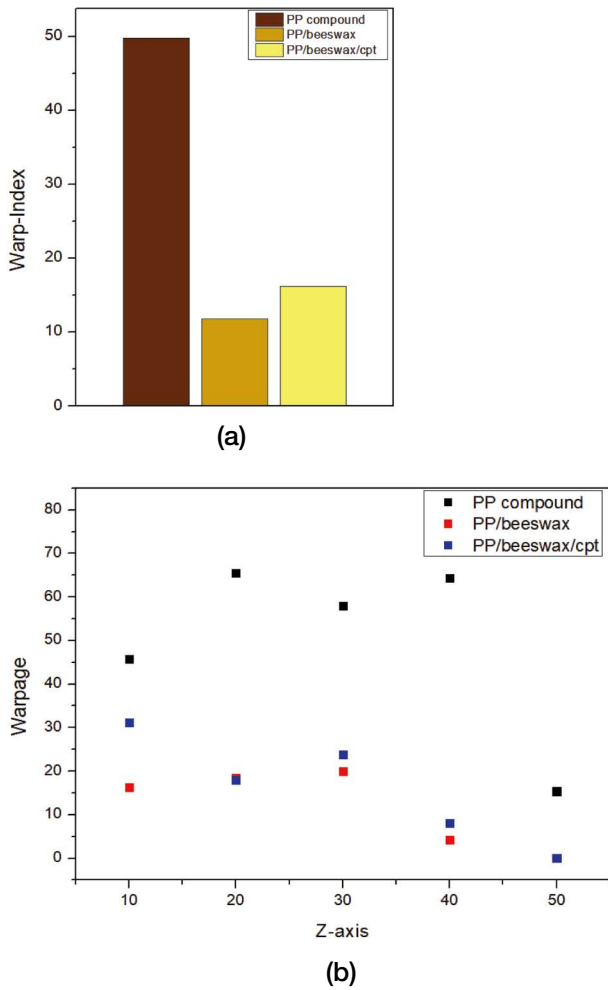 PP compound
PP/beeswax
PP/beeswax/cpt
50
40
30
20
10
0
Warp-Index
(a)
PP compound
PP/beeswax
PP/beeswax/cpt
80
70
60
50
40
30
20
10
0
Warpage
10 20 30 40 50
Z-axis
(b)